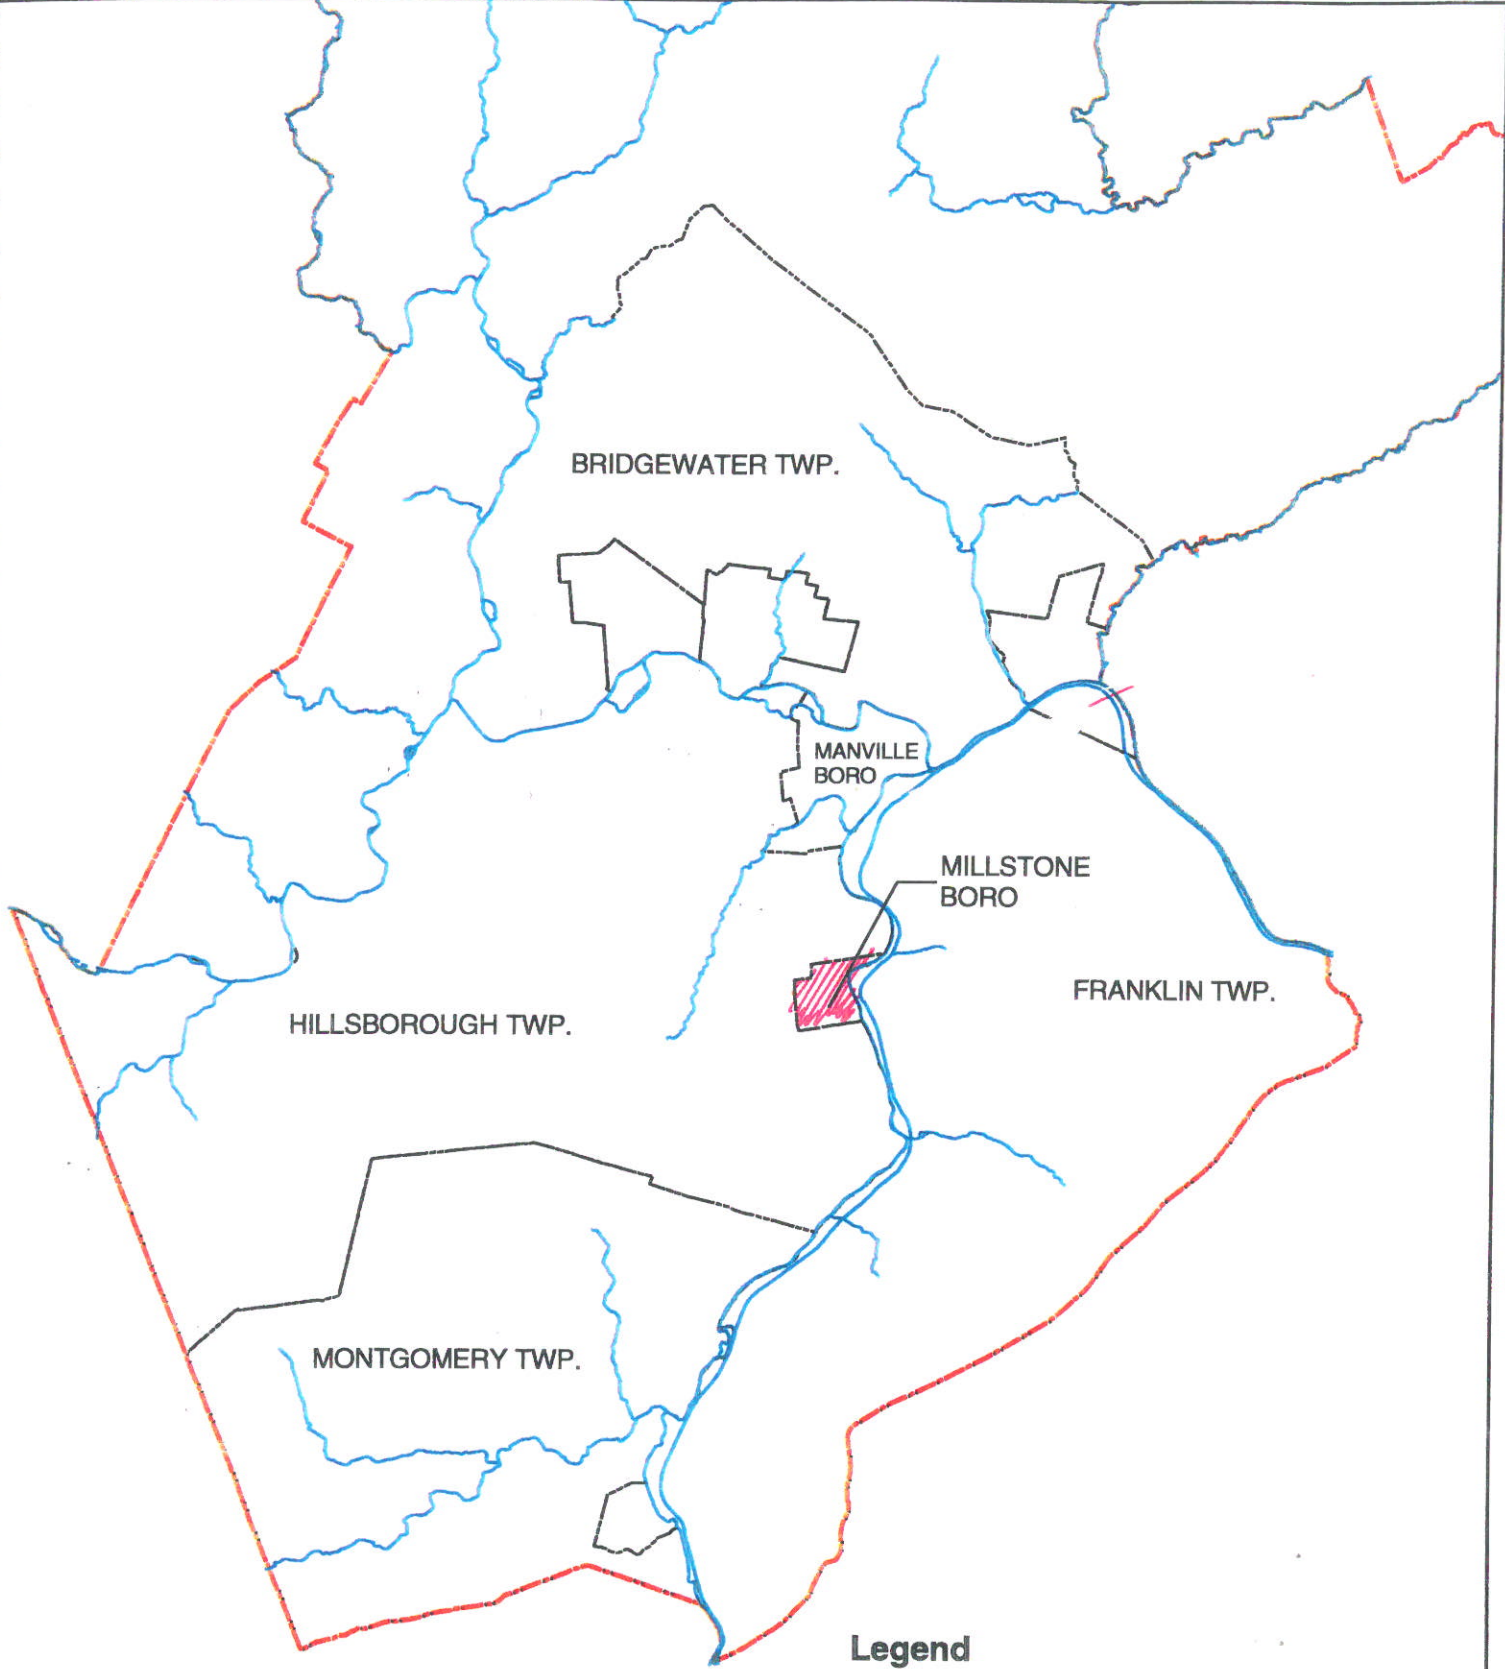 BRIDGEWATER TWP.
MANVILLE
BORO
MILLSTONE
BORO
FRANKLIN TWP.
HILLSBOROUGH TWP.
MONTGOMERY TWP.
Legend